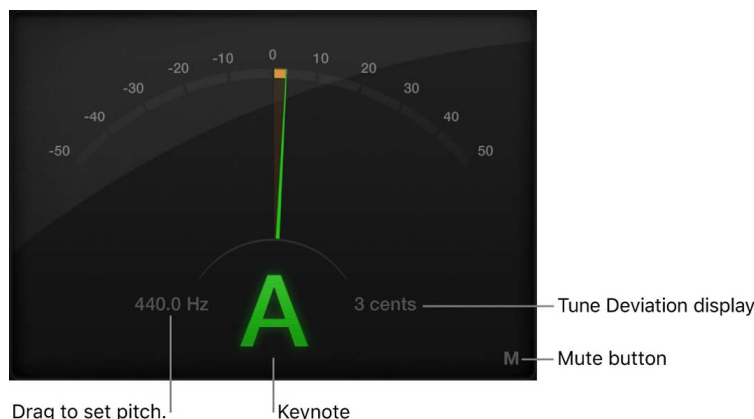 0
-10
10
-20
20
-30
30
-40
40
-50
50
440.0 Hz
A
3 cents
Tune Deviation display
M
Mute button
Drag to set pitch.
Keynote